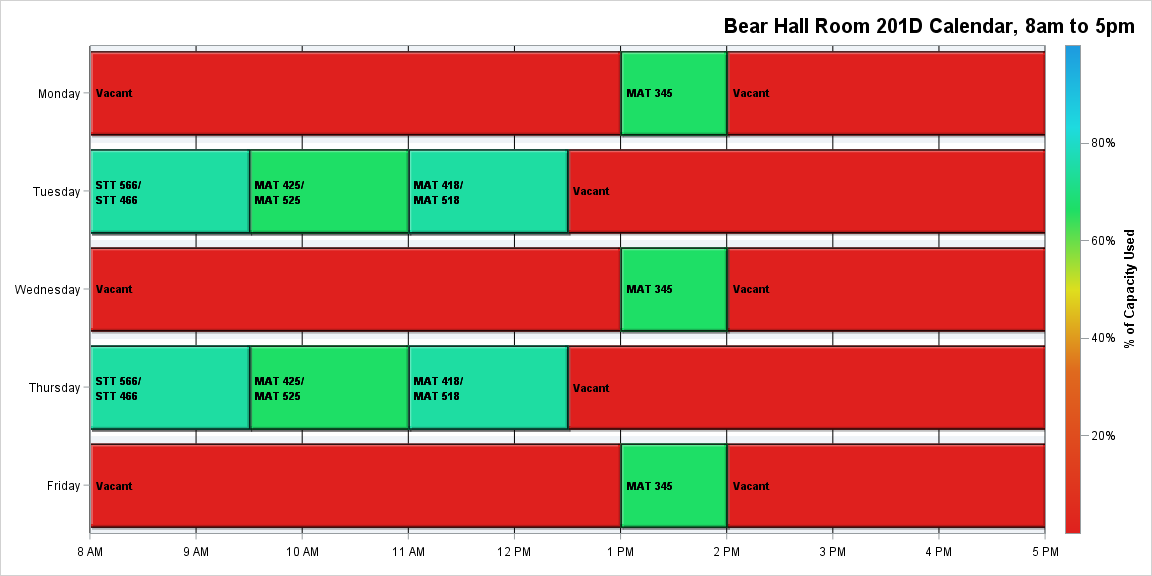 Bear Hall Room 201D Calendar, 8am to 5pm
Monday
Vacant
MAT 345
Vacant
Tuesday
STT 566/
STT 466
MAT 425/
MAT 525
MAT 418/
MAT 518
Vacant
Wednesday
Vacant
MAT 345
Vacant
Thursday
STT 566/
STT 466
MAT 425/
MAT 525
MAT 418/
MAT 518
Vacant
Friday
Vacant
MAT 345
Vacant
8 AM
9 AM
10 AM
11 AM
12 PM
1 PM
2 PM
3 PM
4 PM
5 PM
80%
60%
40%
20%
% of Capacity Used